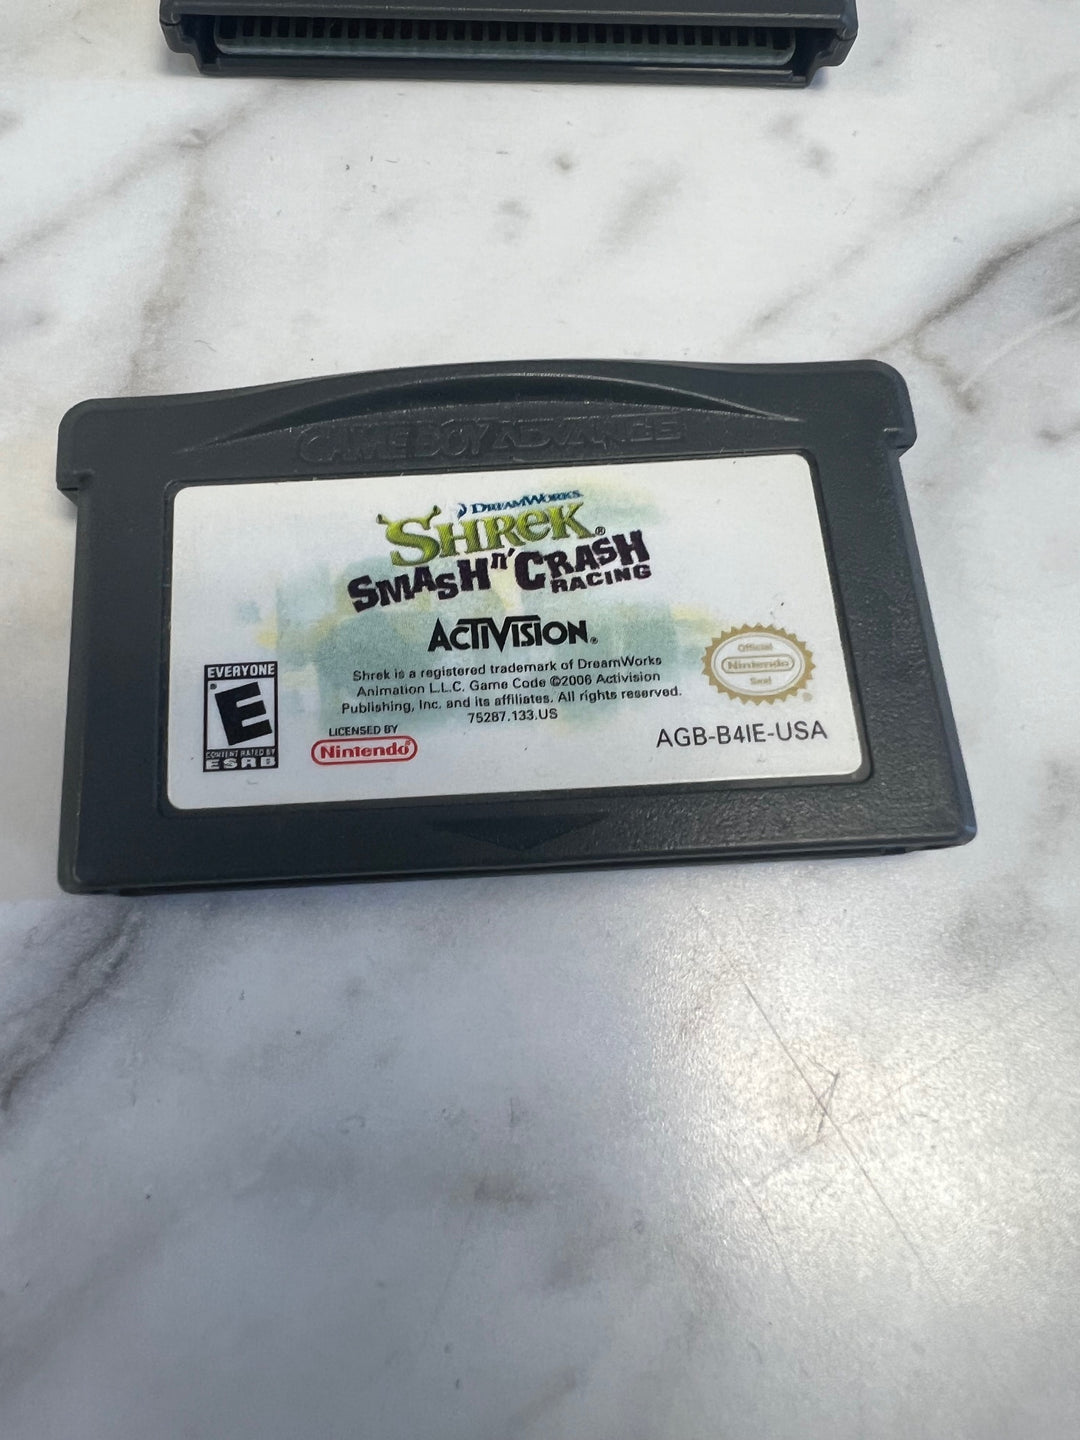 GAME BOY ADVANCE
DREAMWORKS
SHREK®
SMASH n' CRASH
RACING
ACTIVISION®
Shrek is a registered trademark of DreamWorks
Animation L.L.C. Game Code ©2006 Activision
Publishing, Inc. and its affiliates. All rights reserved.
75287.133.US
EVERYONE
E
CONTENT RATED BY
ESRB
LICENSED BY
Nintendo®
Official
Nintendo
Seal
AGB-B4IE-USA